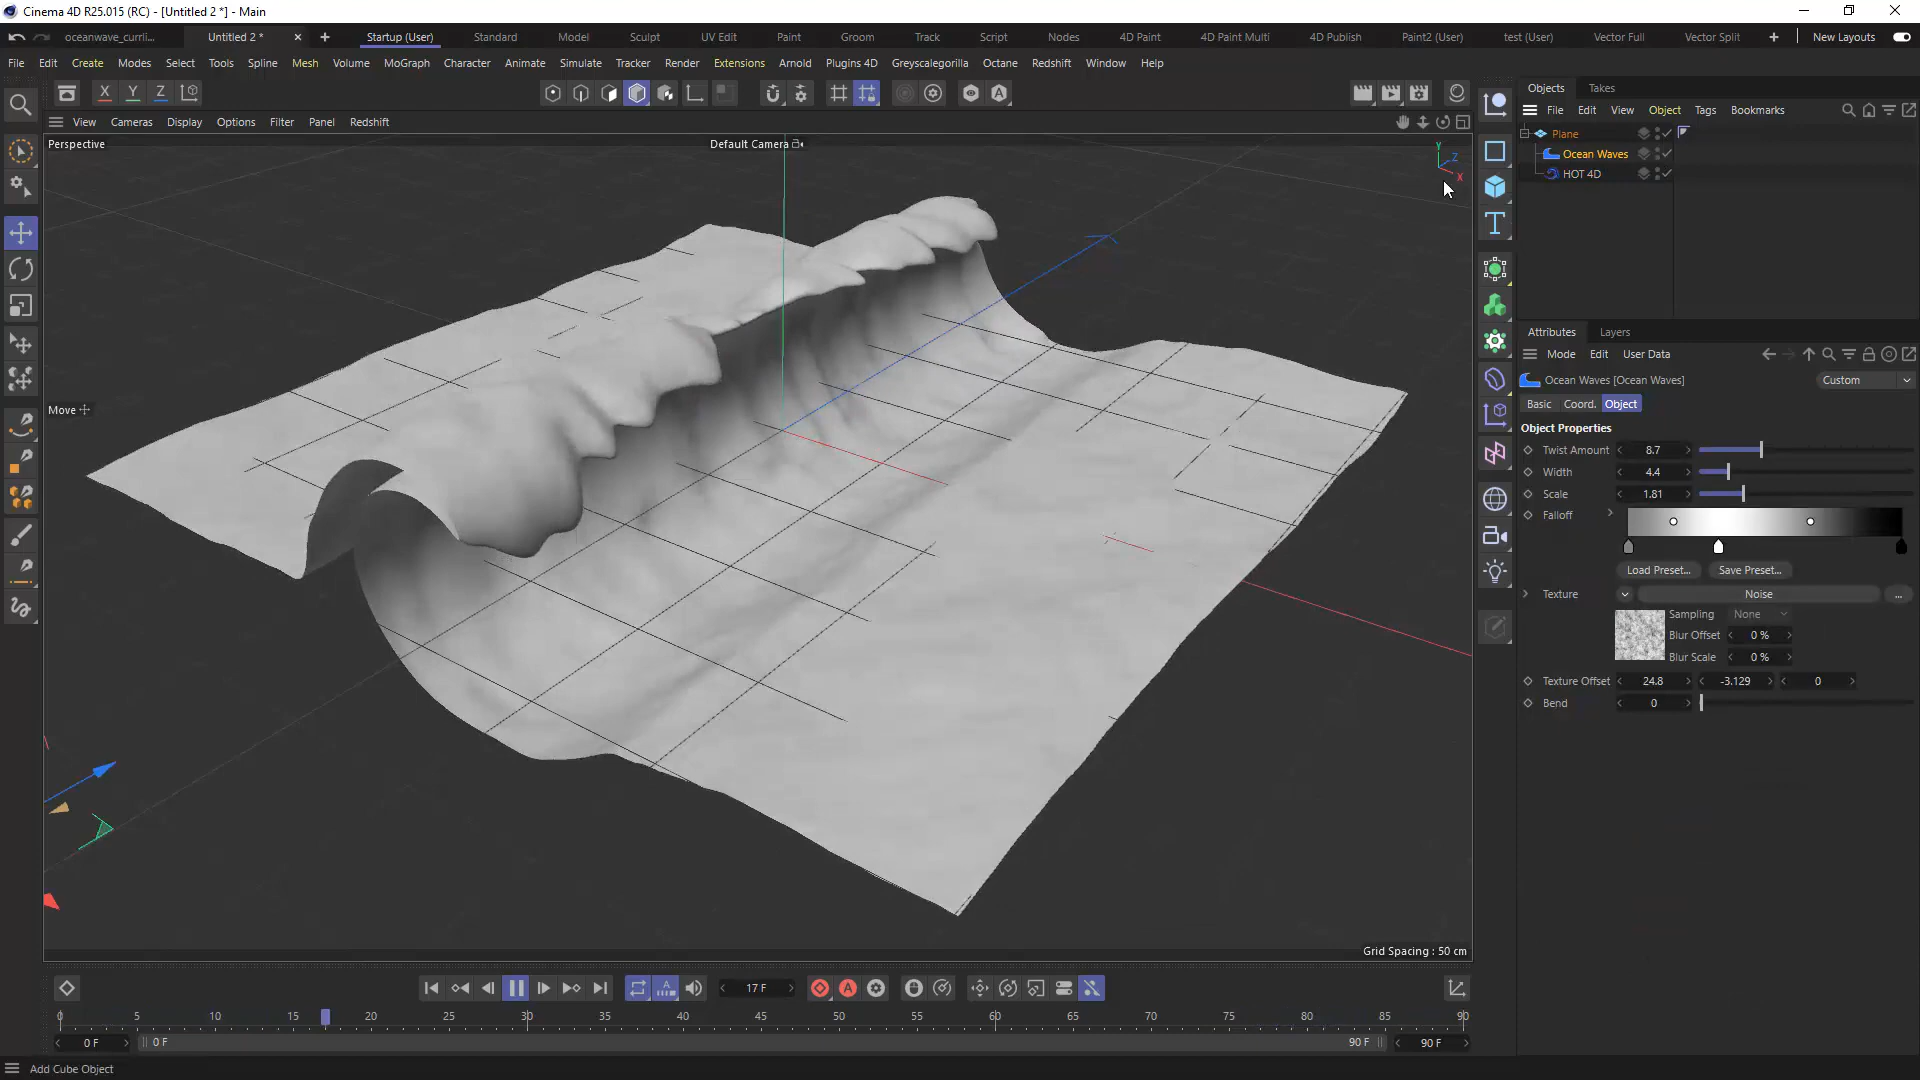 Cinema 4D R25.015 (RC) - [Untitled 2 *] - Main
oceanwave_currli... Untitled 2 * Startup (User) Standard Model Sculpt UV Edit Paint Groom Track Script Nodes 4D Paint 4D Paint Multi 4D Publish Paint2 (User) test (User) Vector Full Vector Split New Layouts
File Edit Create Modes Select Tools Spline Mesh Volume MoGraph Character Animate Simulate Tracker Render Extensions Arnold Plugins 4D Greyscalegorilla Octane Redshift Window Help
X Y Z
Objects Takes
File Edit View Object Tags Bookmarks
View Cameras Display Options Filter Panel Redshift
Perspective Default Camera
Y Z X
Plane
Ocean Waves
HOT 4D
Attributes Layers
Mode Edit User Data
Ocean Waves [Ocean Waves] Custom
Basic Coord. Object
Object Properties
Move
Twist Amount 8.7
Width 4.4
Scale 1.81
Falloff
Load Preset... Save Preset...
Texture Noise ...
Sampling None
Blur Offset 0 %
Blur Scale 0 %
Texture Offset 24.8 -3.129 0
Bend 0
Grid Spacing : 50 cm
17 F
0 5 10 15 20 25 30 35 40 45 50 55 60 65 70 75 80 85 90
0 F 0 F 90 F 90 F
Add Cube Object